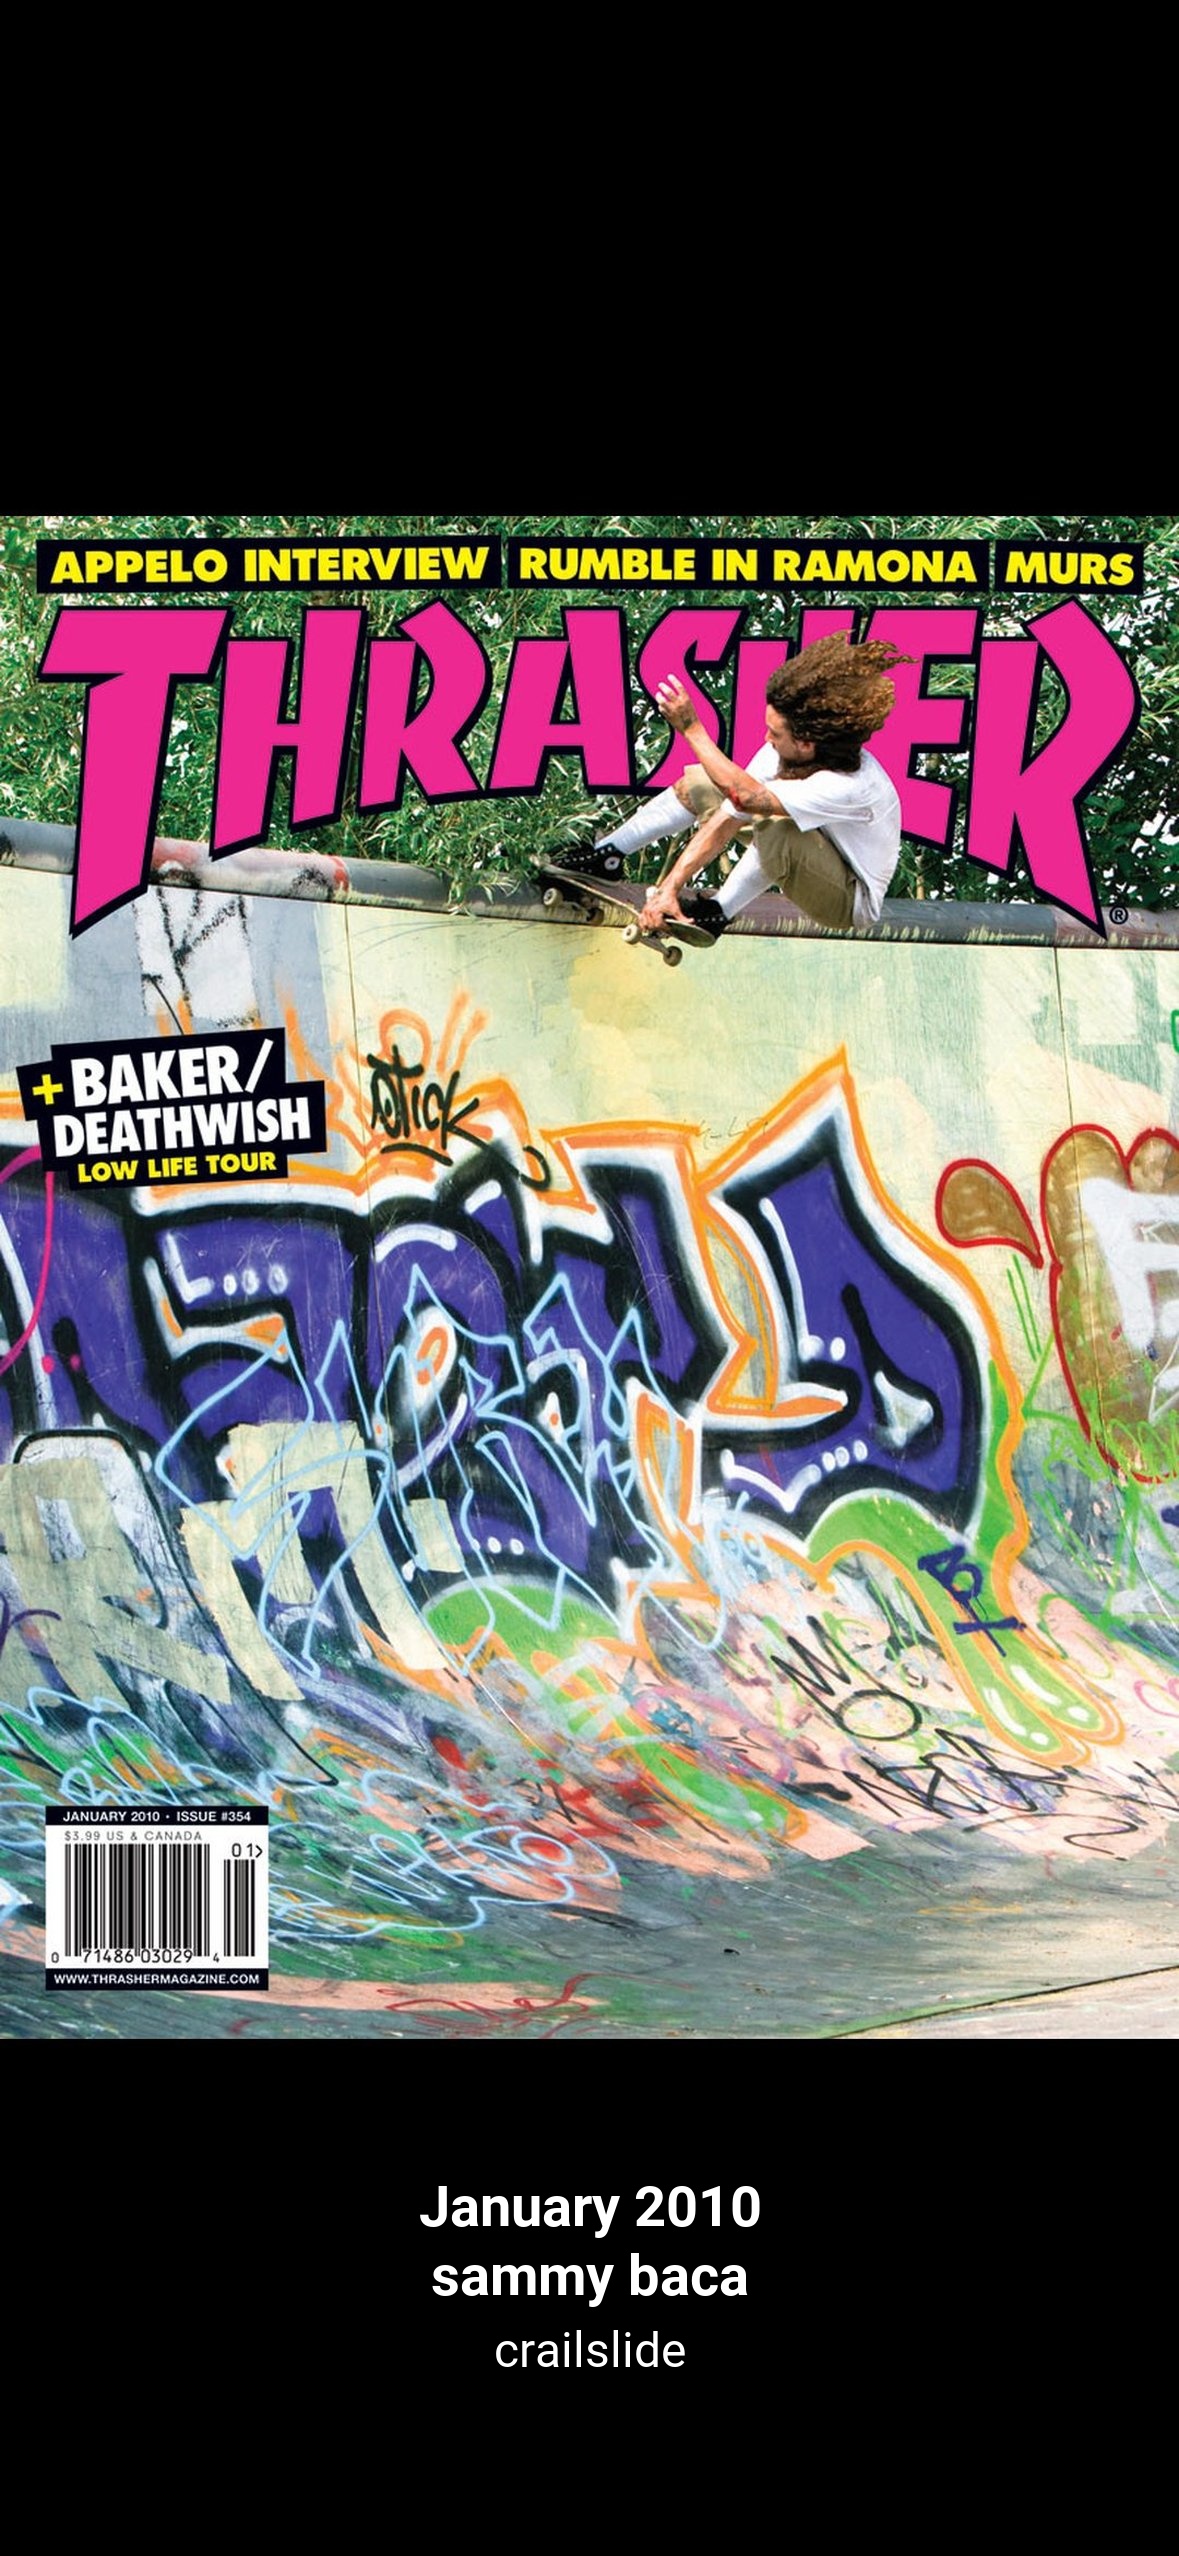 APPELO INTERVIEW RUMBLE IN RAMONA MURS
THRASHER
®
+ BAKER/
DEATHWISH
LOW LIFE TOUR
STICK
JANUARY 2010 • ISSUE #354
$3.99 US & CANADA
01>
0 71486 03029 4
WWW.THRASHERMAGAZINE.COM
January 2010
sammy baca
crailslide